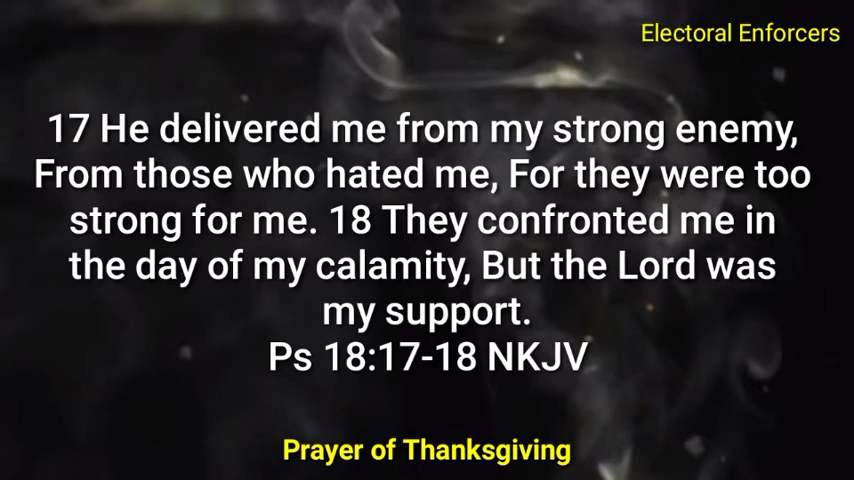 Electoral Enforcers
17 He delivered me from my strong enemy,
From those who hated me, For they were too
strong for me. 18 They confronted me in
the day of my calamity, But the Lord was
my support.
Ps 18:17-18 NKJV
Prayer of Thanksgiving